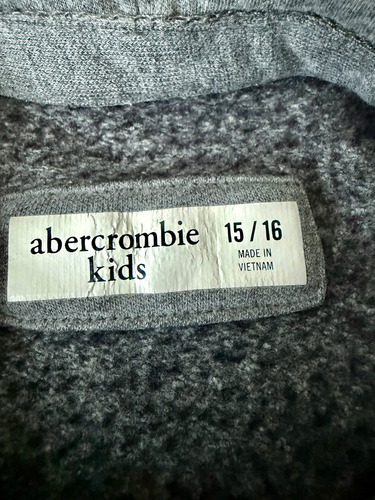 abercrombie
kids
15 / 16
MADE IN
VIETNAM